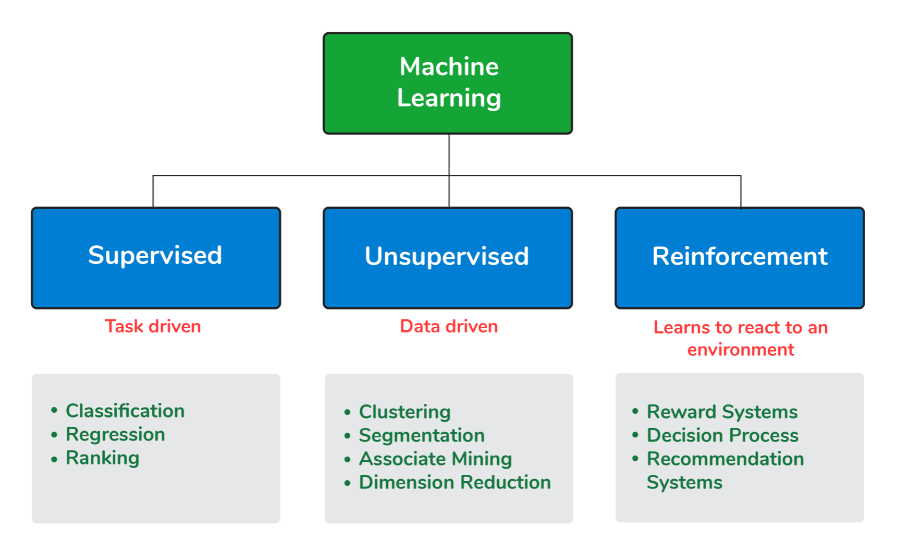 Machine
Learning
Supervised
Unsupervised
Reinforcement
Task driven
Data driven
Learns to react to an
environment
• Classification
• Regression
• Ranking
• Clustering
• Segmentation
• Associate Mining
• Dimension Reduction
• Reward Systems
• Decision Process
• Recommendation
Systems